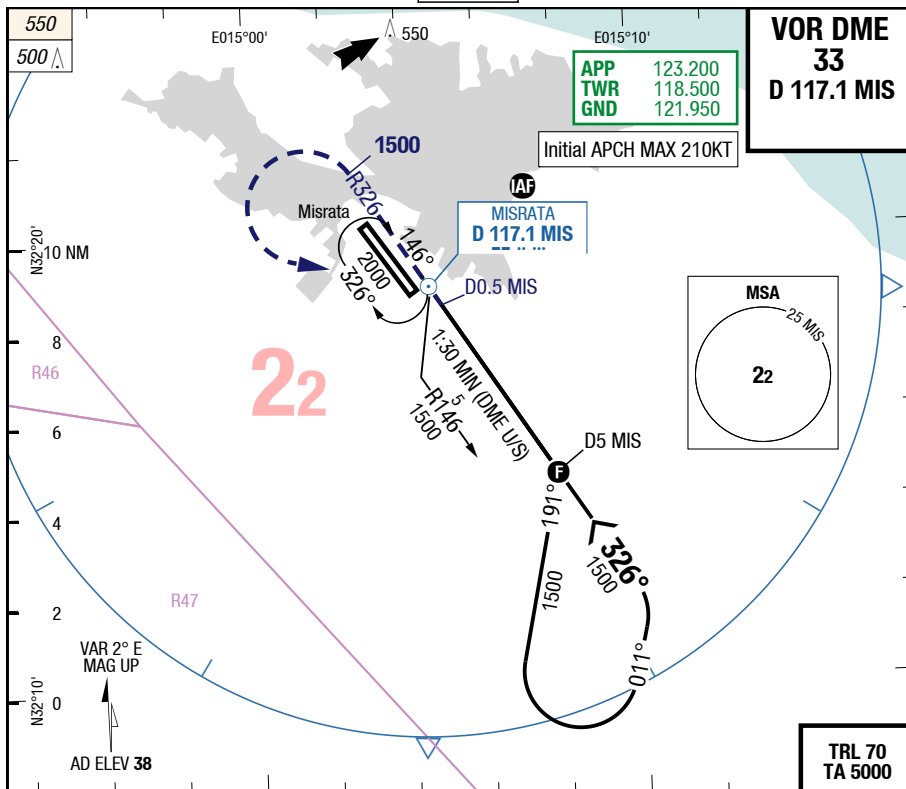 550
500
E015°00'
550
E015°10'
VOR DME
33
D 117.1 MIS
APP 123.200
TWR 118.500
GND 121.950
Initial APCH MAX 210KT
1500
R326
IAF
Misrata
MISRATA
D 117.1 MIS
146°
N32°20'
10 NM
2000
326°
D0.5 MIS
MSA
25 MIS
22
8
1:30 MIN (DME U/S)
R46
22
5
R146
1500
6
D5 MIS
F
191°
4
326°
1500
1500
2
R47
011°
VAR 2° E
MAG UP
N32°10'
0
AD ELEV 38
TRL 70
TA 5000